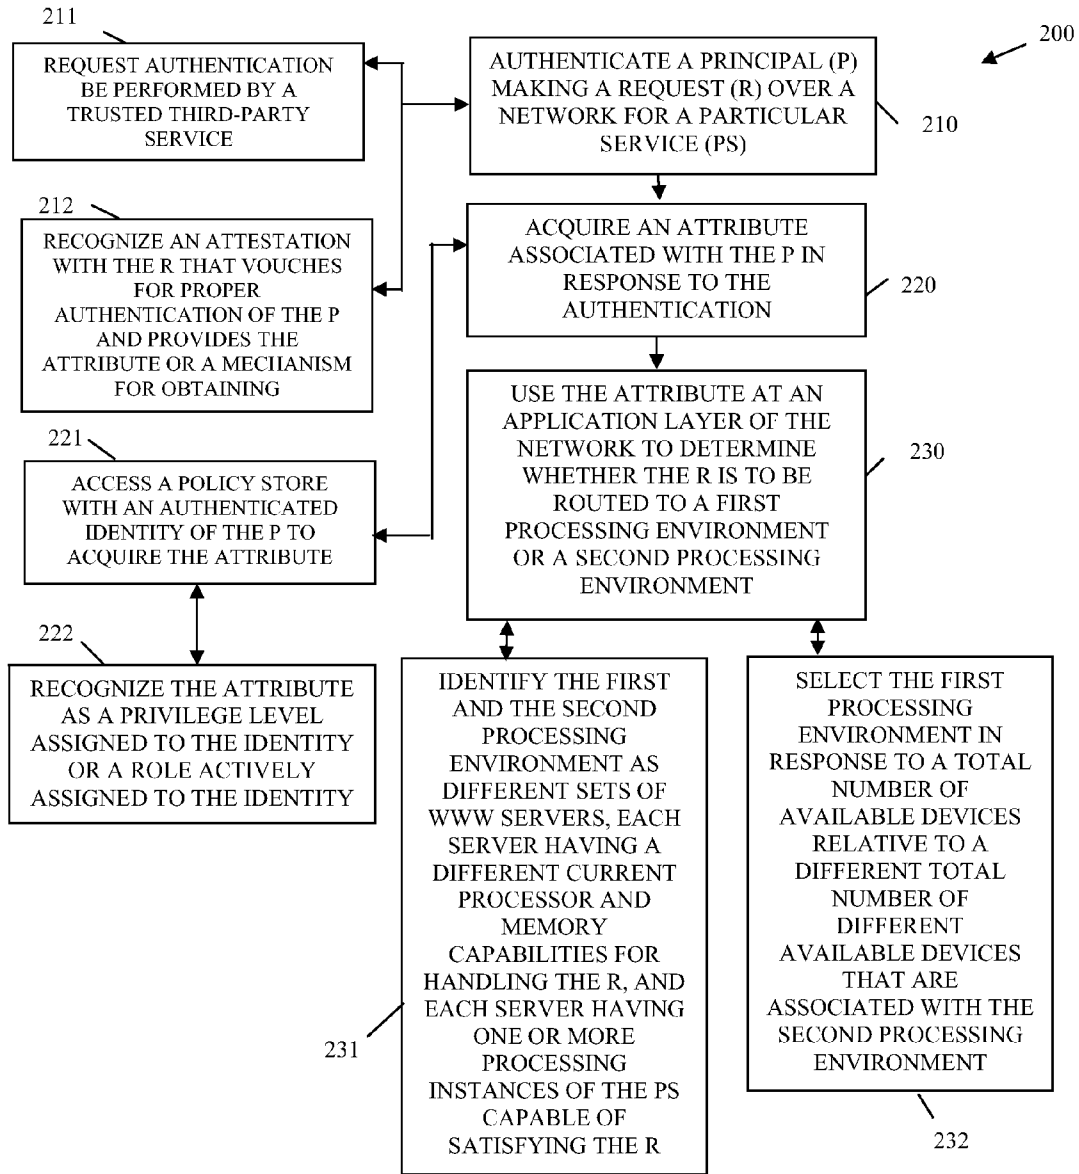 200
211
REQUEST AUTHENTICATION
BE PERFORMED BY A
TRUSTED THIRD-PARTY
SERVICE
AUTHENTICATE A PRINCIPAL (P)
MAKING A REQUEST (R) OVER A
NETWORK FOR A PARTICULAR
SERVICE (PS)
210
212
RECOGNIZE AN ATTESTATION
WITH THE R THAT VOUCHES
FOR PROPER
AUTHENTICATION OF THE P
AND PROVIDES THE
ATTRIBUTE OR A MECHANISM
FOR OBTAINING
ACQUIRE AN ATTRIBUTE
ASSOCIATED WITH THE P IN
RESPONSE TO THE
AUTHENTICATION
220
221
ACCESS A POLICY STORE
WITH AN AUTHENTICATED
IDENTITY OF THE P TO
ACQUIRE THE ATTRIBUTE
USE THE ATTRIBUTE AT AN
APPLICATION LAYER OF THE
NETWORK TO DETERMINE
WHETHER THE R IS TO BE
ROUTED TO A FIRST
PROCESSING ENVIRONMENT
OR A SECOND PROCESSING
ENVIRONMENT
230
222
RECOGNIZE THE ATTRIBUTE
AS A PRIVILEGE LEVEL
ASSIGNED TO THE IDENTITY
OR A ROLE ACTIVELY
ASSIGNED TO THE IDENTITY
IDENTIFY THE FIRST
AND THE SECOND
PROCESSING
ENVIRONMENT AS
DIFFERENT SETS OF
WWW SERVERS, EACH
SERVER HAVING A
DIFFERENT CURRENT
PROCESSOR AND
MEMORY
CAPABILITIES FOR
HANDLING THE R, AND
EACH SERVER HAVING
ONE OR MORE
PROCESSING
INSTANCES OF THE PS
CAPABLE OF
SATISFYING THE R
231
SELECT THE FIRST
PROCESSING
ENVIRONMENT IN
RESPONSE TO A TOTAL
NUMBER OF
AVAILABLE DEVICES
RELATIVE TO A
DIFFERENT TOTAL
NUMBER OF
DIFFERENT
AVAILABLE DEVICES
THAT ARE
ASSOCIATED WITH THE
SECOND PROCESSING
ENVIRONMENT
232